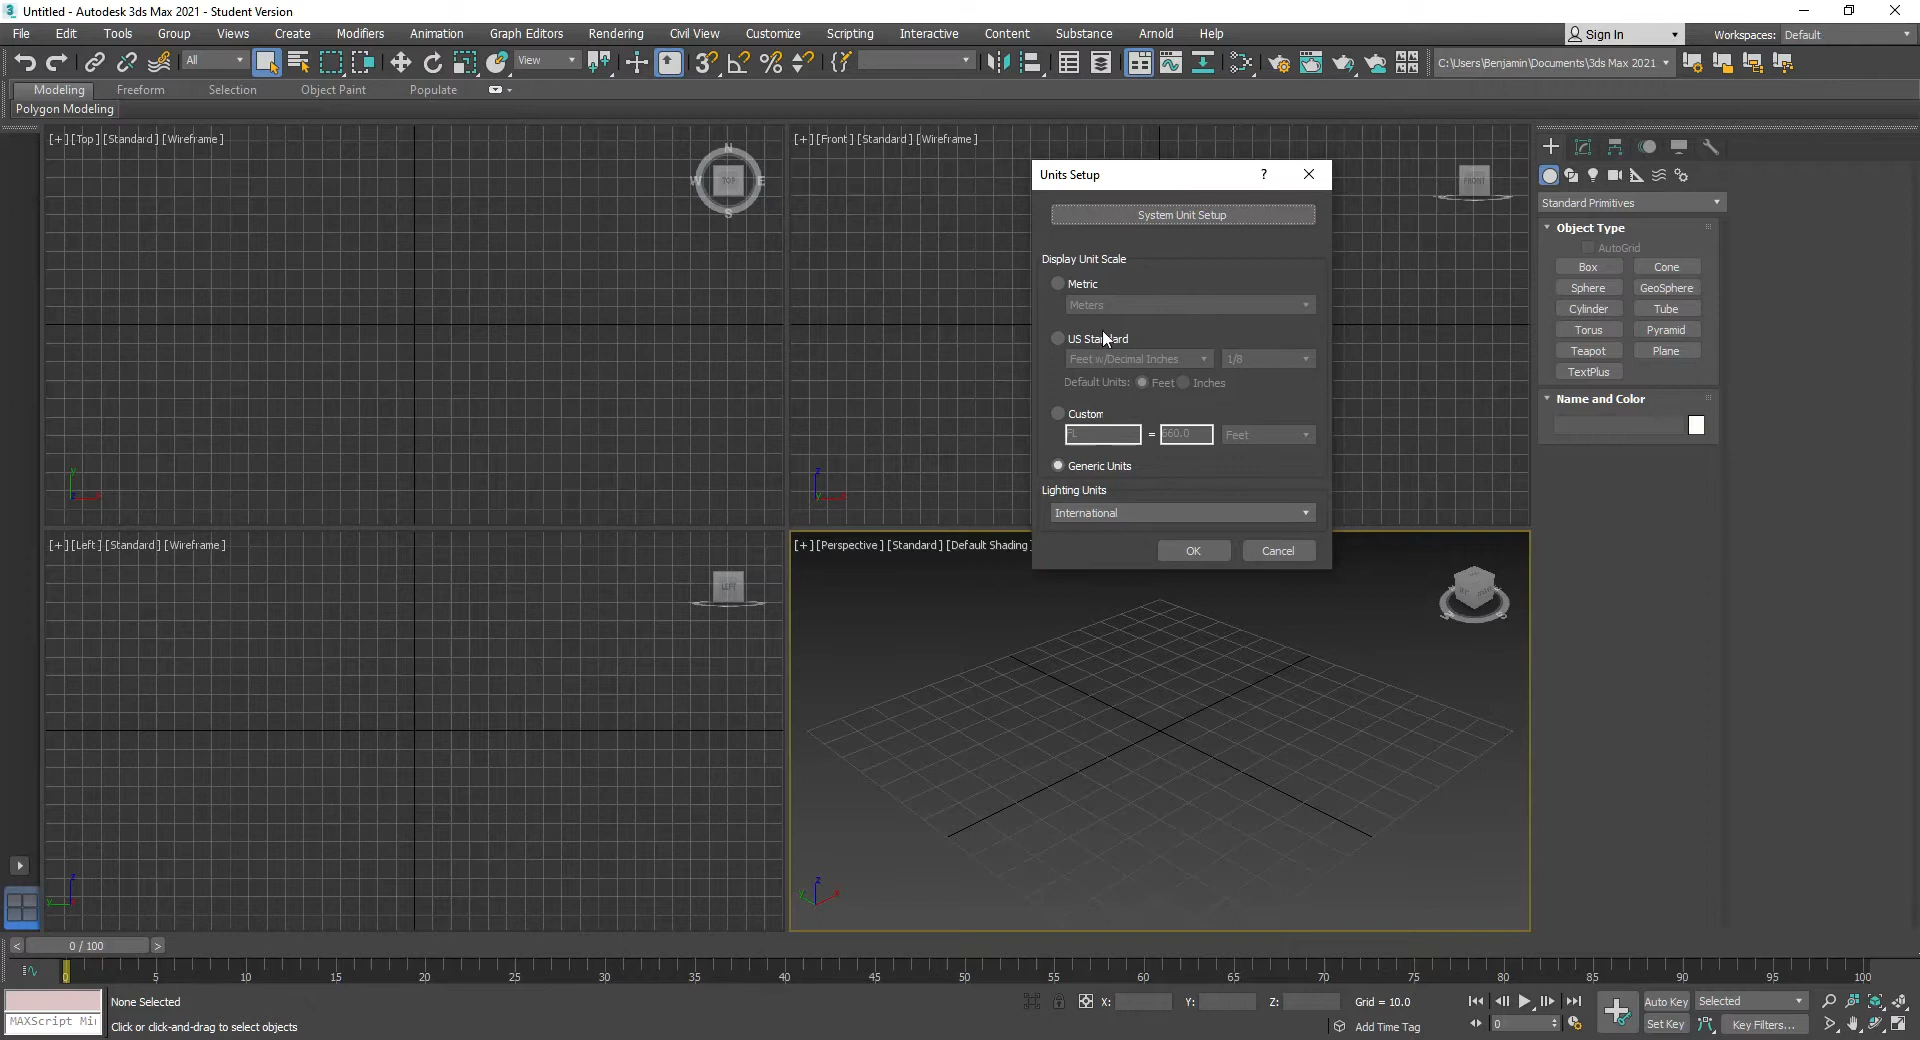 Untitled - Autodesk 3ds Max 2021 - Student Version
File Edit Tools Group Views Create Modifiers Animation Graph Editors Rendering Civil View Customize Scripting Interactive Content Substance Arnold Help
Sign In
Workspaces: Default
All
View
C:\Users\Benjamin\Documents\3ds Max 2021
Modeling Freeform Selection Object Paint Populate
Polygon Modeling
[+] [Top] [Standard] [Wireframe]
N
W TOP E
S
[+] [Front] [Standard] [Wireframe]
FRONT
Units Setup
?
System Unit Setup
Display Unit Scale
Metric
Meters
US Standard
Feet w/Decimal Inches 1/8
Default Units: Feet Inches
Custom
FL = 660.0 Feet
Generic Units
Lighting Units
International
OK Cancel
Standard Primitives
Object Type
AutoGrid
Box Cone
Sphere GeoSphere
Cylinder Tube
Torus Pyramid
Teapot Plane
TextPlus
Name and Color
y
z
[+] [Left] [Standard] [Wireframe]
LEFT
z
y
[+] [Perspective] [Standard] [Default Shading
z
y x
< 0 / 100 >
0 5 10 15 20 25 30 35 40 45 50 55 60 65 70 75 80 85 90 95 100
None Selected
X: Y: Z: Grid = 10.0
Auto Key Selected
MAXScript Mi
Click or click-and-drag to select objects
Add Time Tag
0
Set Key Key Filters...